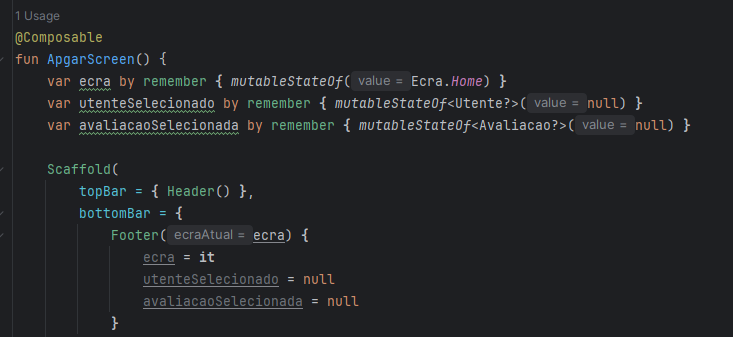 1 Usage
@Composable
fun ApgarScreen() {
    var ecra by remember { mutableStateOf( value = Ecra.Home) }
    var utenteSelecionado by remember { mutableStateOf<Utente?>( value = null) }
    var avaliacaoSelecionada by remember { mutableStateOf<Avaliacao?>( value = null) }

    Scaffold(
        topBar = { Header() },
        bottomBar = {
            Footer( ecraAtual = ecra) {
                ecra = it
                utenteSelecionado = null
                avaliacaoSelecionada = null
            }